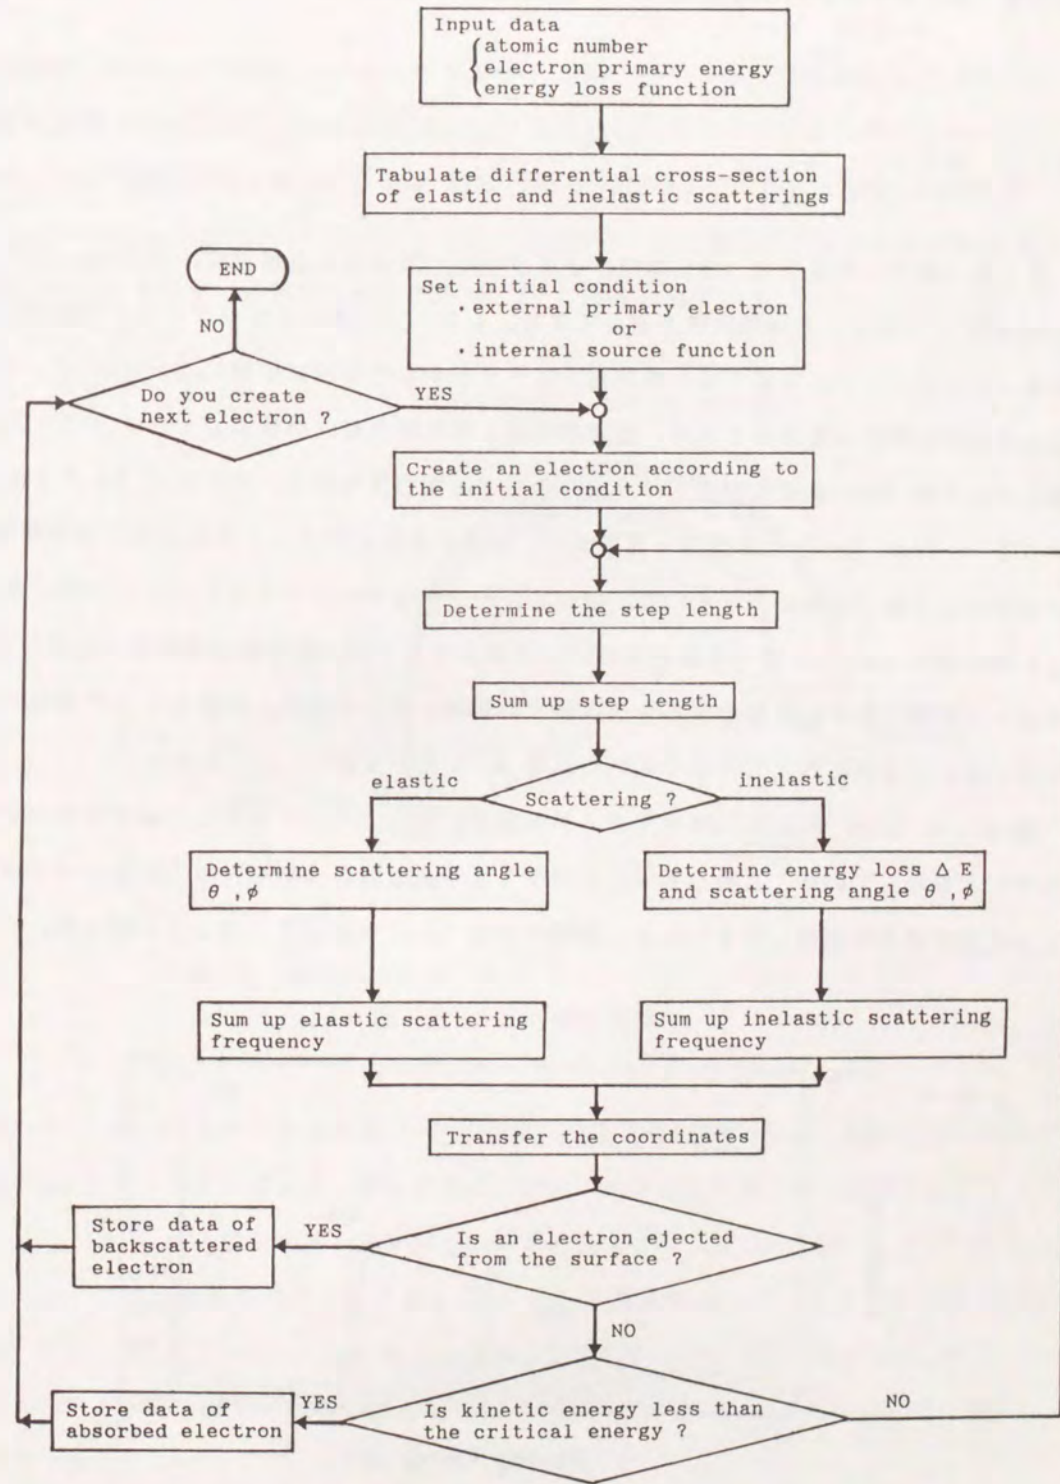 Input data
atomic number
electron primary energy
energy loss function
Tabulate differential cross-section
of elastic and inelastic scatterings
END
Set initial condition
・external primary electron
or
・internal source function
NO
Do you create
next electron ?
YES
Create an electron according to
the initial condition
Determine the step length
Sum up step length
elastic
Scattering ?
inelastic
Determine scattering angle
θ ,ϕ
Determine energy loss Δ E
and scattering angle θ ,ϕ
Sum up elastic scattering
frequency
Sum up inelastic scattering
frequency
Transfer the coordinates
Store data of
backscattered
electron
YES
Is an electron ejected
from the surface ?
NO
Store data of
absorbed electron
YES
Is kinetic energy less than
the critical energy ?
NO